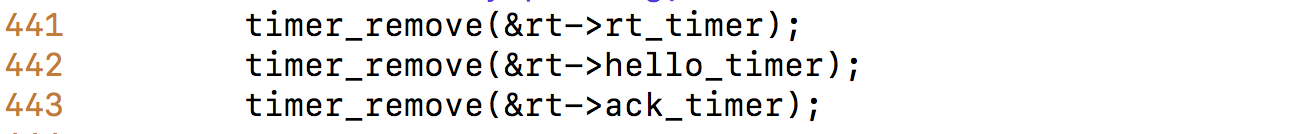 441 timer_remove(&rt->rt_timer);
442 timer_remove(&rt->hello_timer);
443 timer_remove(&rt->ack_timer);